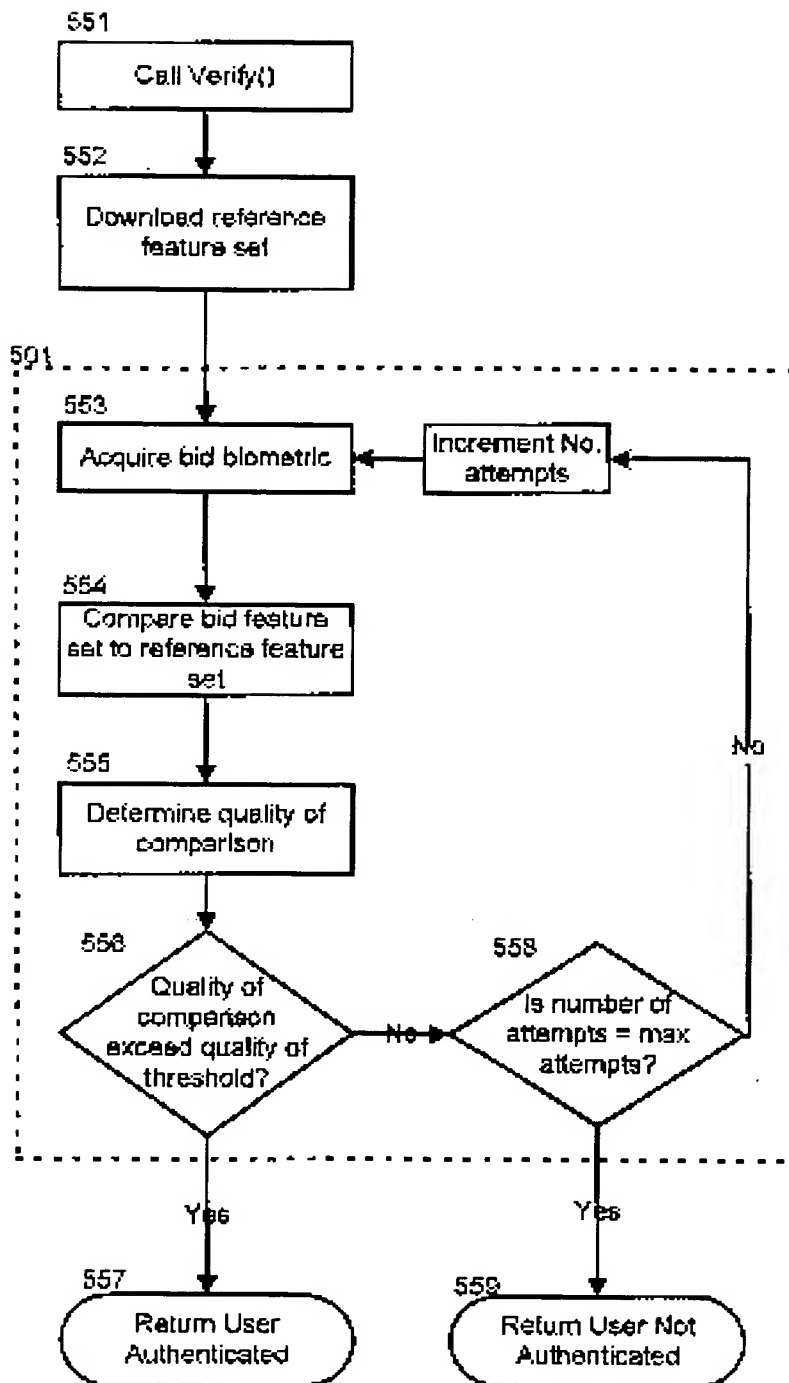 551
Call Verify()
552
Download reference
feature set
501
553
Acquire bid biometric
Increment No.
attempts
554
Compare bid feature
set to reference feature
set
No
555
Determine quality of
comparison
556
Quality of
comparison
exceed quality of
threshold?
No
558
Is number of
attempts = max
attempts?
Yes
Yes
557
Return User
Authenticated
559
Return User Not
Authenticated